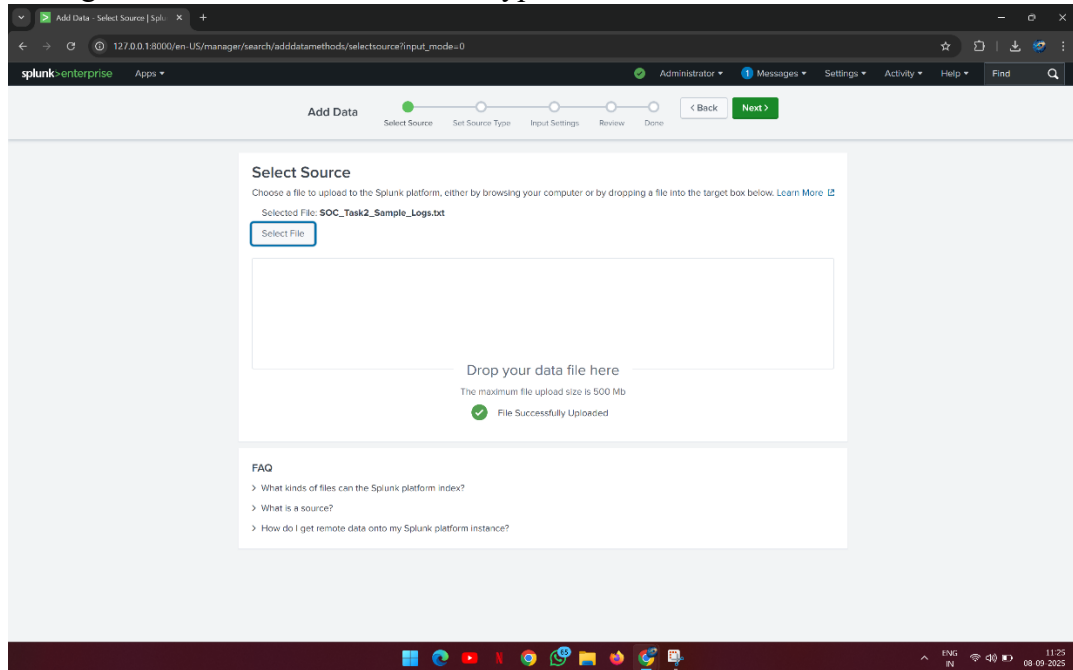 Add Data - Select Source | Splu
127.0.0.1:8000/en-US/manager/search/adddatamethods/selectsource?input_mode=0
splunk>enterprise Apps Administrator 1 Messages Settings Activity Help Find
Add Data
Select Source Set Source Type Input Settings Review Done
< Back Next >
Select Source
Choose a file to upload to the Splunk platform, either by browsing your computer or by dropping a file into the target box below. Learn More
Selected File: SOC_Task2_Sample_Logs.txt
Select File
Drop your data file here
The maximum file upload size is 500 Mb
File Successfully Uploaded
FAQ
> What kinds of files can the Splunk platform index?
> What is a source?
> How do I get remote data onto my Splunk platform instance?
65
ENG
IN
11:25
08-09-2025